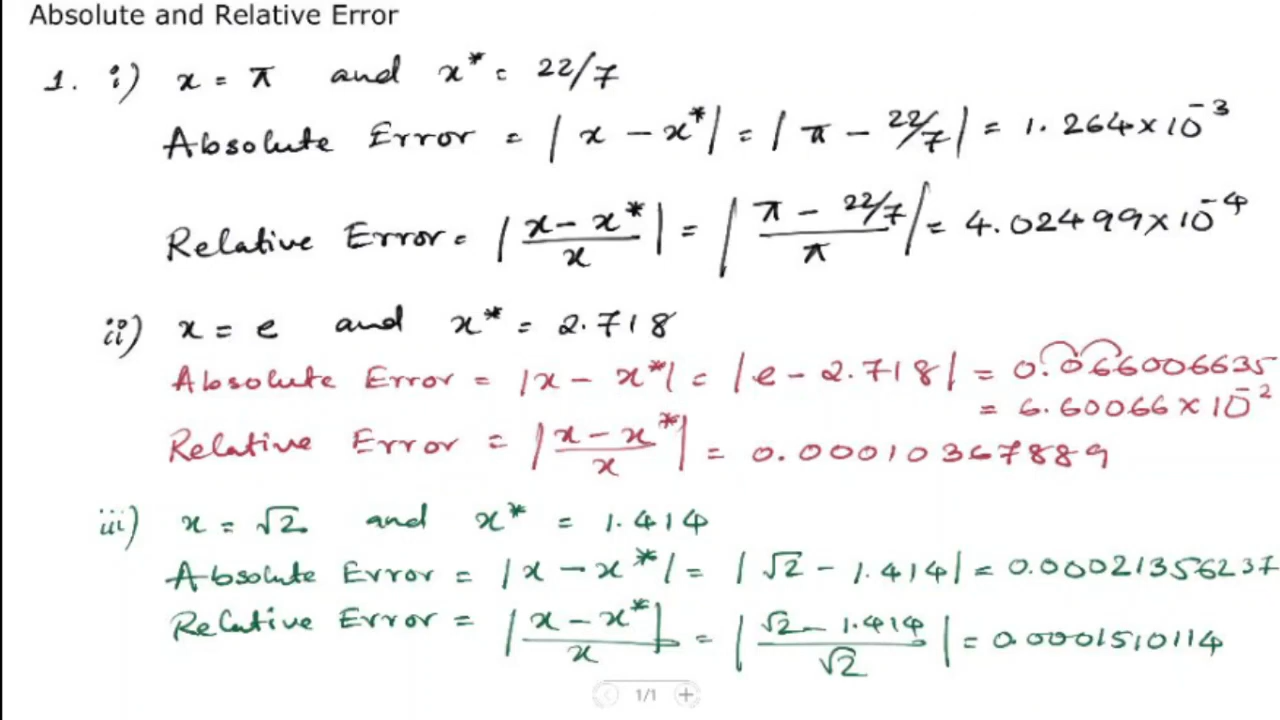 Absolute and Relative Error
1. i) x = π and x* = 22/7
Absolute Error = |x - x*| = |π - 22/7| = 1.264 × 10⁻³
Relative Error = |(x - x*)/x| = |(π - 22/7)/π| = 4.02499 × 10⁻⁴
ii) x = e and x* = 2.718
Absolute Error = |x - x*| = |e - 2.718| = 0.066006635
= 6.60066 × 10⁻²
Relative Error = |(x - x*)/x| = 0.00010367889
iii) x = √2 and x* = 1.414
Absolute Error = |x - x*| = |√2 - 1.414| = 0.00021356237
Relative Error = |(x - x*)/x| = |(√2 - 1.414)/√2| = 0.0001510114
1/1